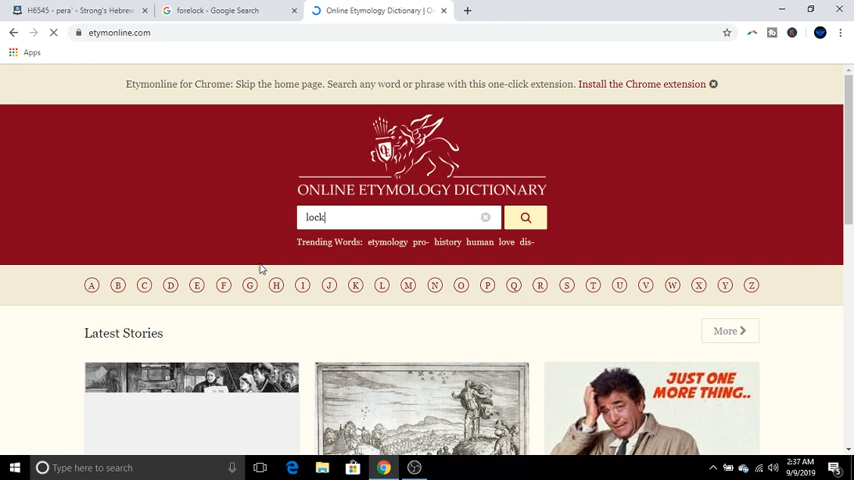 H6545 - pera' - Strong's Hebrew
forelock - Google Search
Online Etymology Dictionary | O
etymonline.com
Apps
Etymonline for Chrome: Skip the home page. Search any word or phrase with this one-click extension. Install the Chrome extension
ONLINE ETYMOLOGY DICTIONARY
lock
Trending Words: etymology pro- history human love dis-
A B C D E F G H I J K L M N O P Q R S T U V W X Y Z
Latest Stories
More
JUST ONE
MORE THING..
Type here to search
2:37 AM
9/9/2019